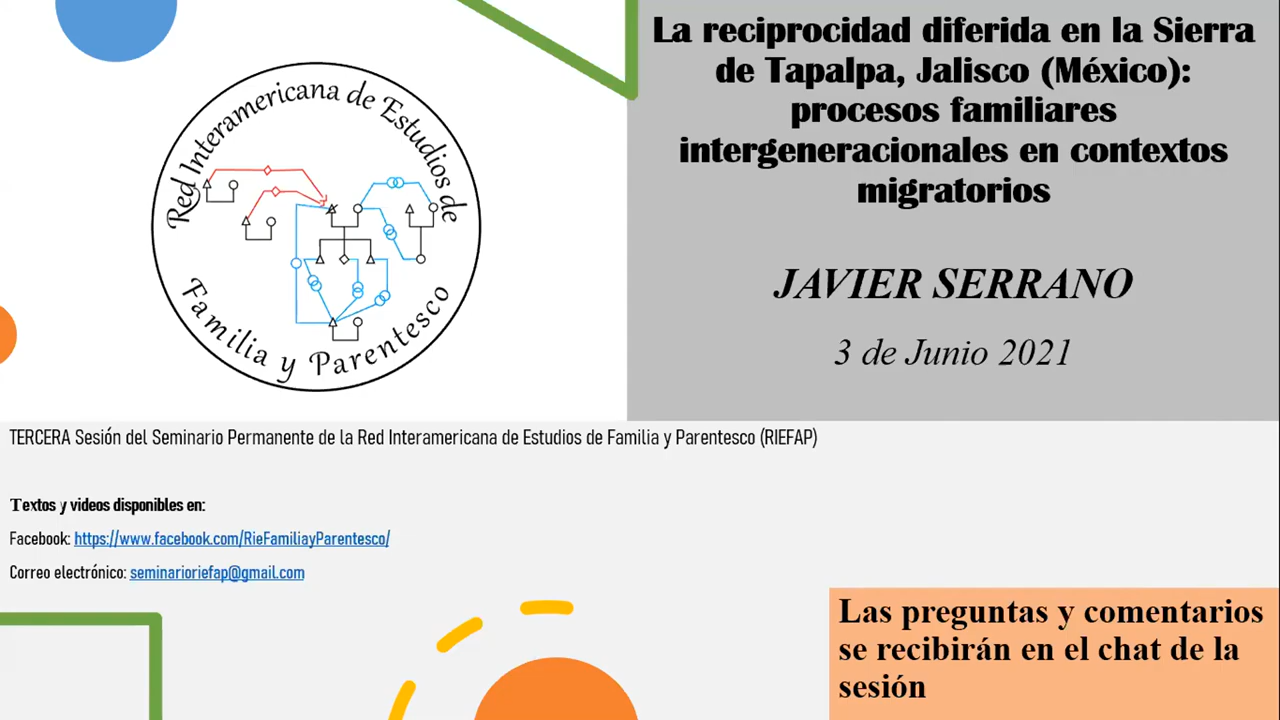 Red Interamericana de Estudios de
Familia y Parentesco
La reciprocidad diferida en la Sierra
de Tapalpa, Jalisco (México):
procesos familiares
intergeneracionales en contextos
migratorios
JAVIER SERRANO
3 de Junio 2021
TERCERA Sesión del Seminario Permanente de la Red Interamericana de Estudios de Familia y Parentesco (RIEFAP)
Textos y videos disponibles en:
Facebook: https://www.facebook.com/RieFamiliayParentesco/
Correo electrónico: seminarioriefap@gmail.com
Las preguntas y comentarios
se recibirán en el chat de la
sesión